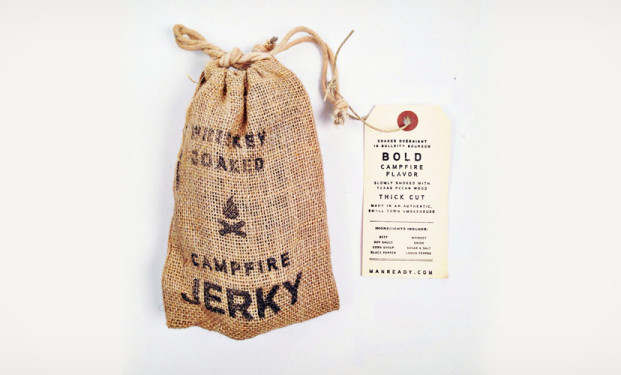 WHISKEY
SOAKED
CAMPFIRE
JERKY
SOAKED OVERNIGHT
IN BULLEIT BOURBON
BOLD
CAMPFIRE
FLAVOR
SLOWLY SMOKED WITH
TEXAS PECAN WOOD
THICK CUT
MADE IN AN AUTHENTIC,
SMALL TOWN SMOKEHOUSE
INGREDIENTS INCLUDE:
BEEF WHISKEY
SOY SAUCE ONION
CORN SYRUP SUGAR & SALT
BLACK PEPPER PEPPER
MANREADY.COM